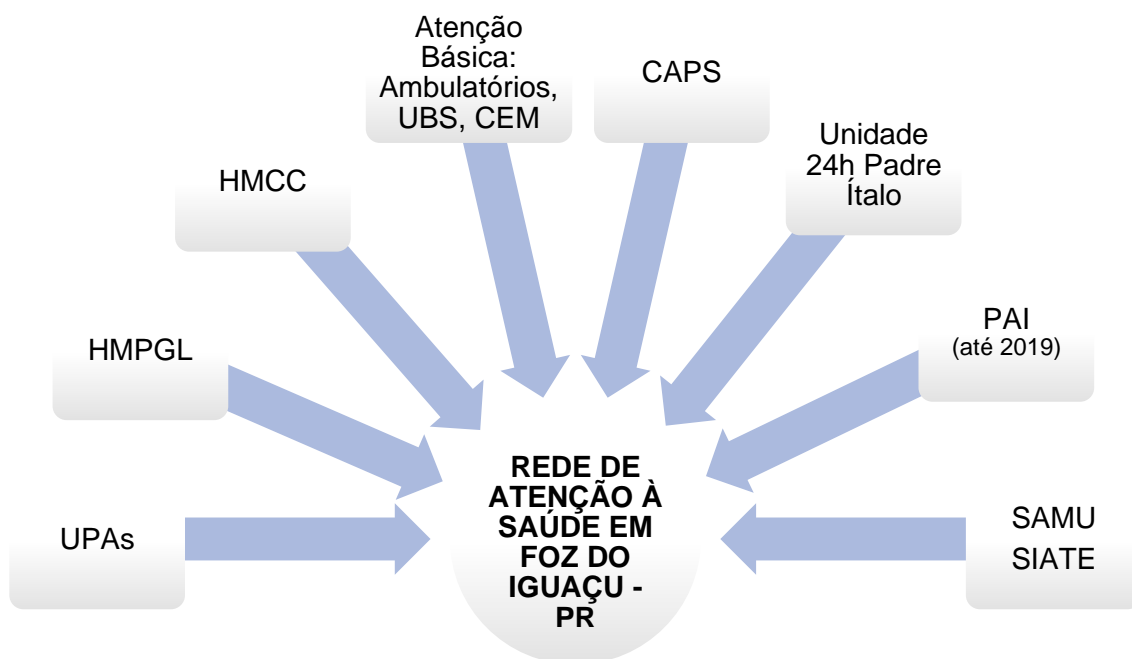 Atenção
Básica:
Ambulatórios,
UBS, CEM
CAPS
Unidade
24h Padre
Ítalo
HMCC
PAI
(até 2019)
HMPGL
UPAs
SAMU
SIATE
REDE DE
ATENÇÃO À
SAÚDE EM
FOZ DO
IGUAÇU -
PR